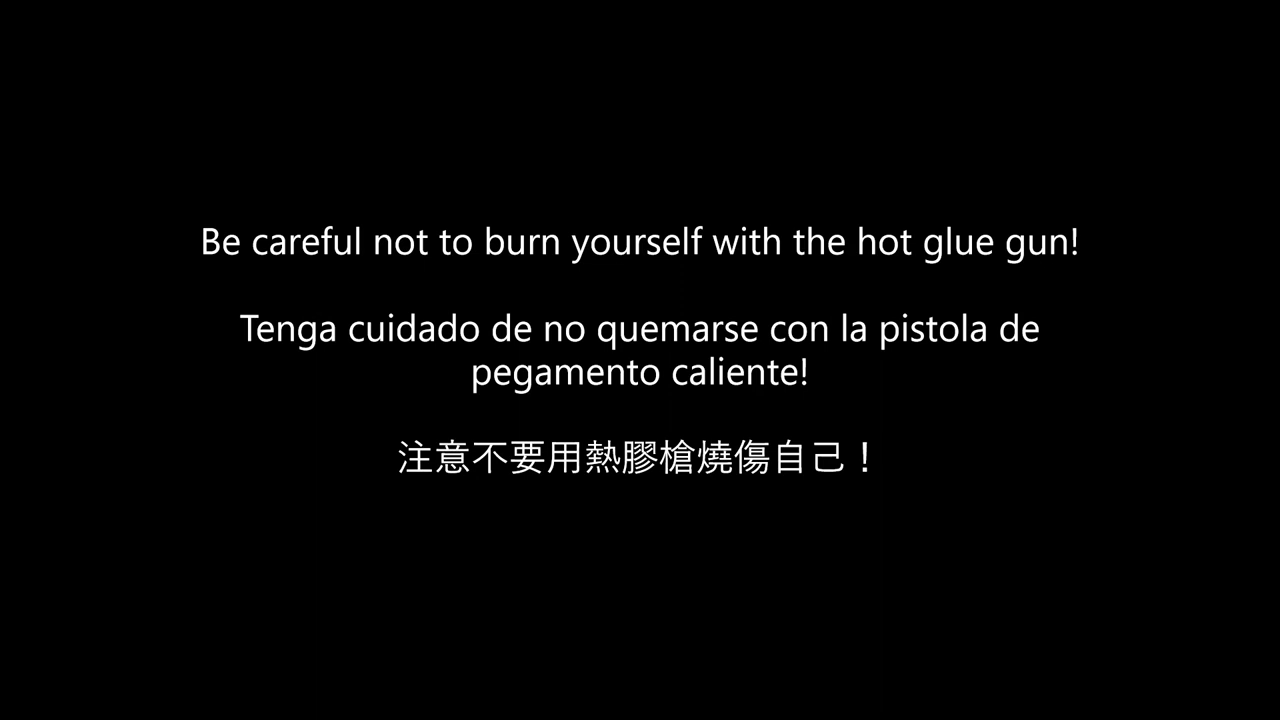 Be careful not to burn yourself with the hot glue gun!
Tenga cuidado de no quemarse con la pistola de
pegamento caliente!
注意不要用熱膠槍燒傷自己！